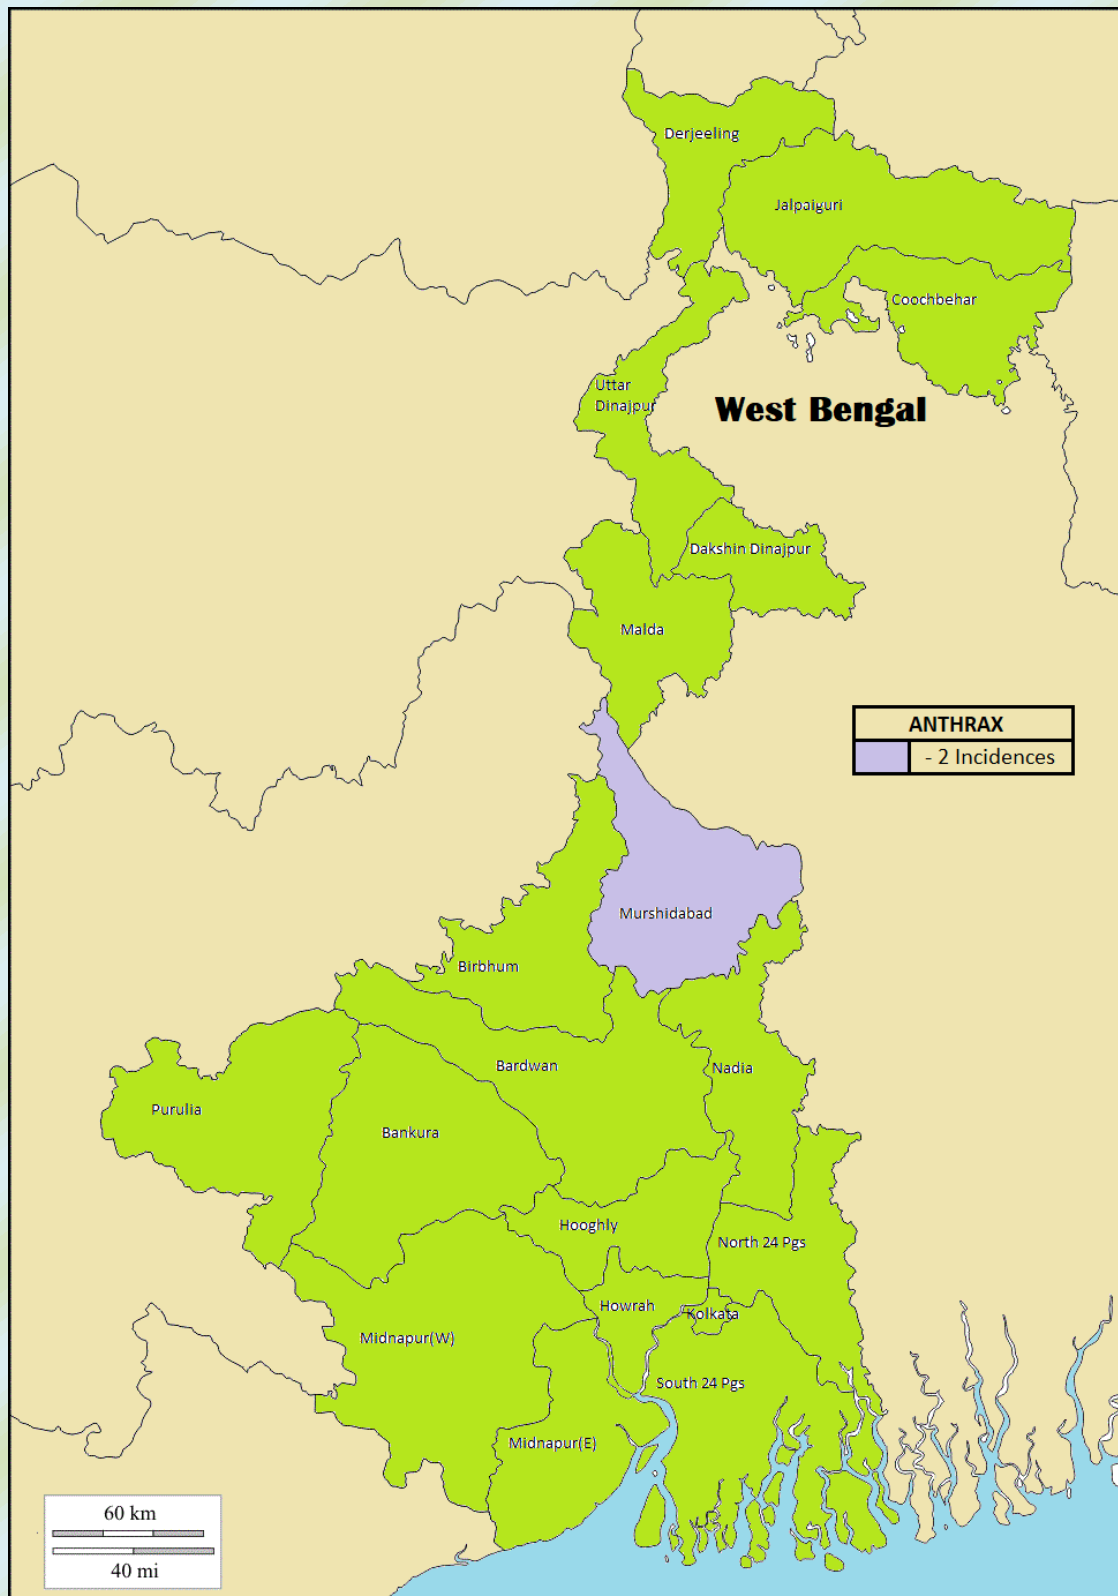 Derjeeling
Jalpaiguri
Coochbehar
Uttar
Dinajpur
West Bengal
Dakshin Dinajpur
Malda
ANTHRAX
- 2 Incidences
Murshidabad
Birbhum
Bardwan
Nadia
Purulia
Bankura
Hooghly
North 24 Pgs
Howrah
Kolkata
Midnapur(W)
South 24 Pgs
Midnapur(E)
60 km
40 mi